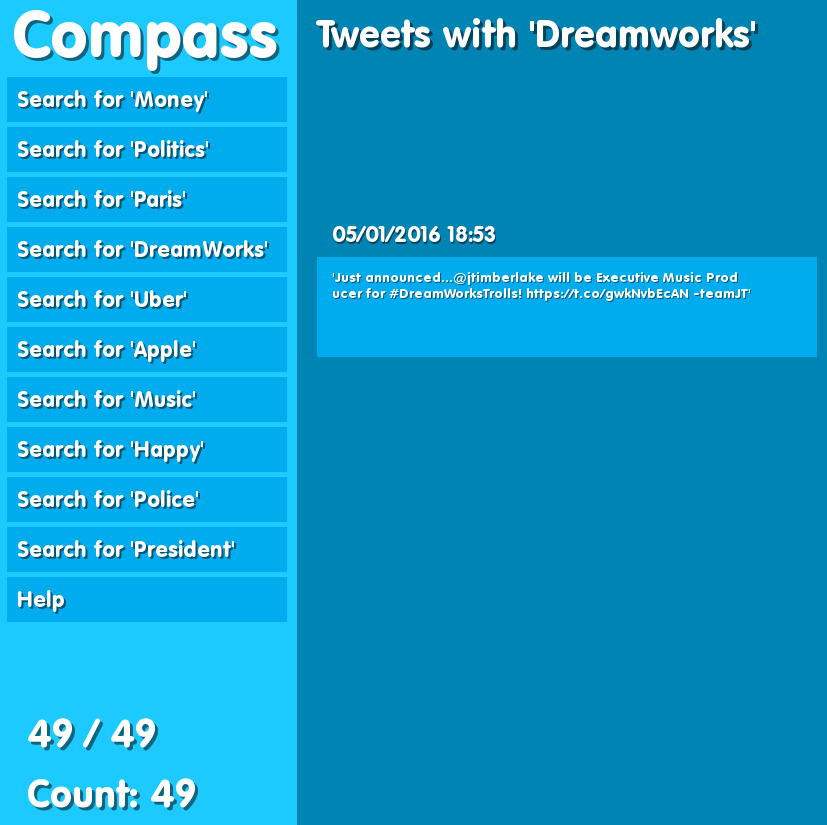 Compass
Search for 'Money'
Search for 'Politics'
Search for 'Paris'
Search for 'DreamWorks'
Search for 'Uber'
Search for 'Apple'
Search for 'Music'
Search for 'Happy'
Search for 'Police'
Search for 'President'
Help
49 / 49
Count: 49
Tweets with 'Dreamworks'
05/01/2016 18:53
'Just announced...@jtimberlake will be Executive Music Prod
ucer for #DreamWorksTrolls! https://t.co/gwkNvbEcAN -teamJT'